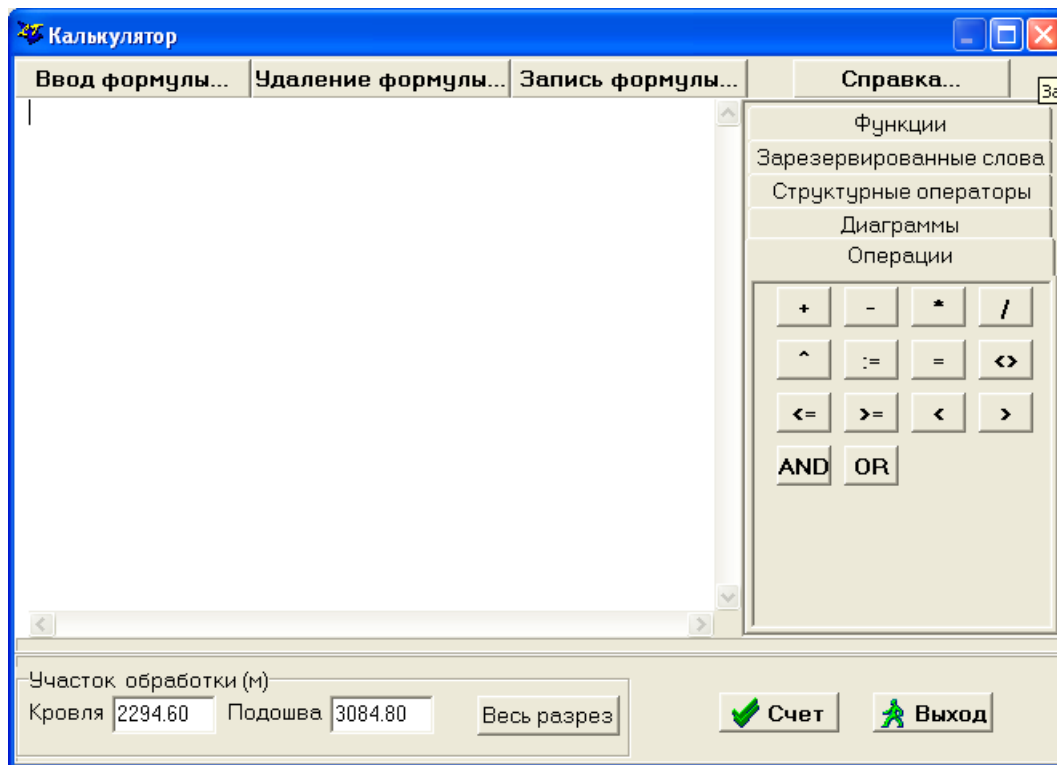 Калькулятор
Ввод формулы... Удаление формулы... Запись формулы... Справка...
За
Функции
Зарезервированные слова
Структурные операторы
Диаграммы
Операции
+ - * /
^ := = <>
<= >= < >
AND OR
Участок обработки (м)
Кровля 2294.60 Подошва 3084.80 Весь разрез Счет Выход